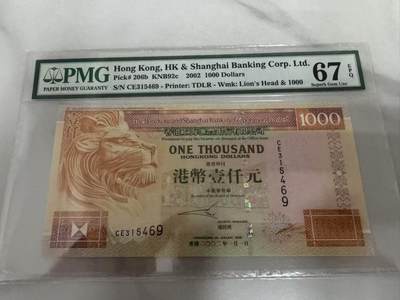 PMG
PAPER MONEY GUARANTY
Hong Kong, HK & Shanghai Banking Corp. Ltd.
Pick# 206b KNB92c 2002 1000 Dollars
S/N CE315469 - Printer: TDLR - Wmk: Lion's Head & 1000
67 EPQ
Superb Gem Unc
1000
ONE THOUSAND
HONGKONG DOLLARS
港幣壹仟元
CE315469
CE315469